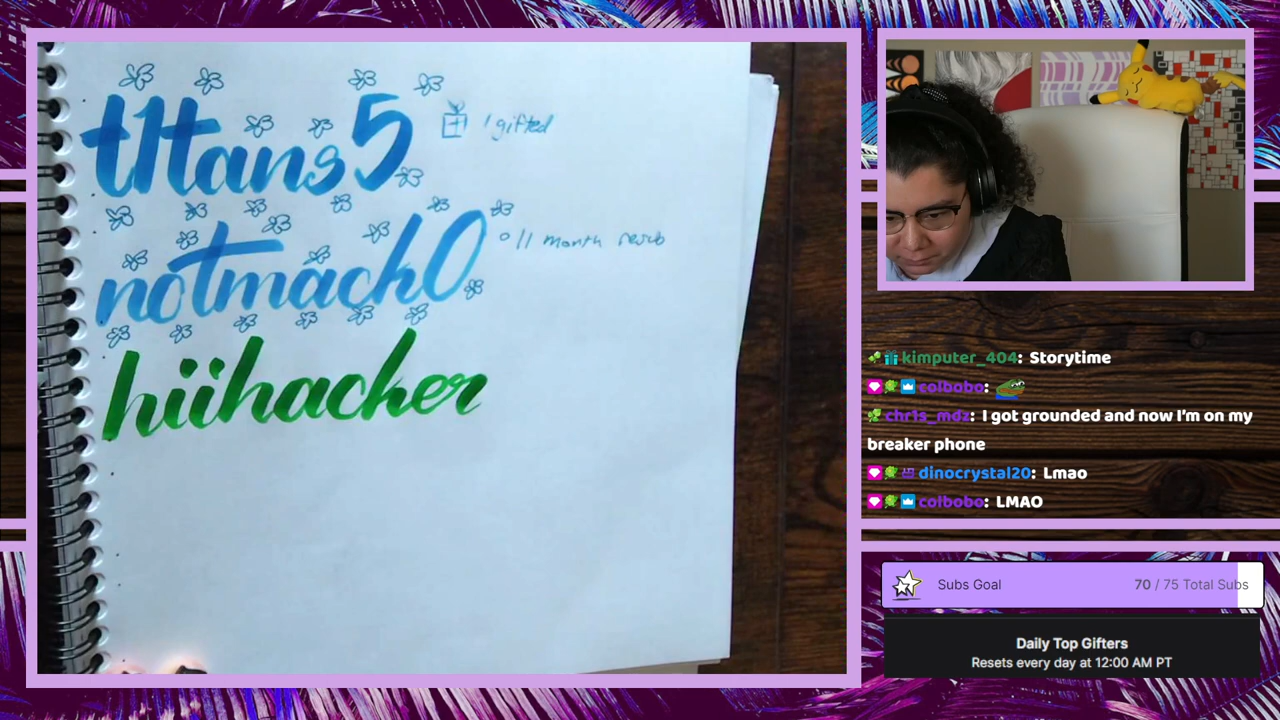 t1tans5
1 gifted
notmach0
11 month resub
hiihacker
kimputer_404: Storytime
colbobo:
chr1s_mdz: I got grounded and now I'm on my
breaker phone
dinocrystal20: Lmao
colbobo: LMAO
Subs Goal 70 / 75 Total Subs
Daily Top Gifters
Resets every day at 12:00 AM PT